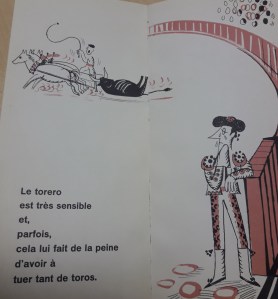 Le torero
est très sensible
et,
parfois,
cela lui fait de la peine
d'avoir à
tuer tant de toros.